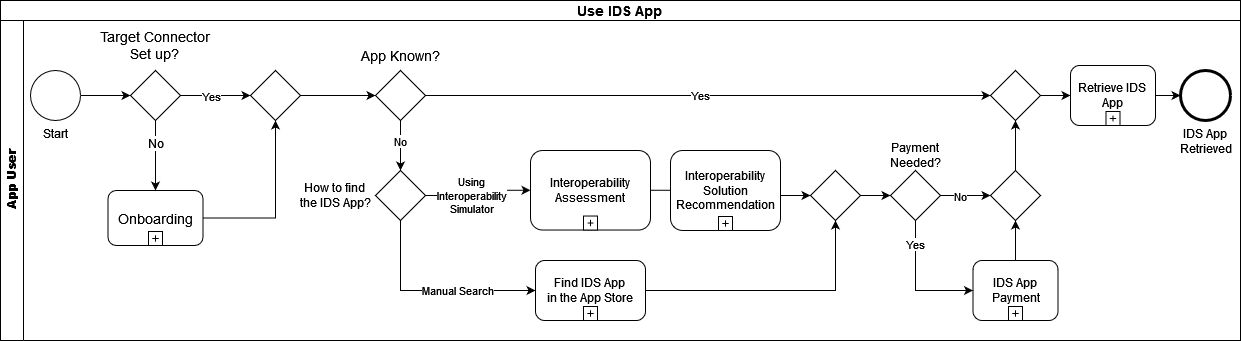 Use IDS App
App User
Target Connector
Set up?
App Known?
Start
Yes
Yes
No
No
Onboarding
How to find
the IDS App?
Using
Interoperability
Simulator
Interoperability
Assessment
Interoperability
Solution
Recommendation
Payment
Needed?
No
Yes
Manual Search
Find IDS App
in the App Store
IDS App
Payment
Retrieve IDS
App
IDS App
Retrieved